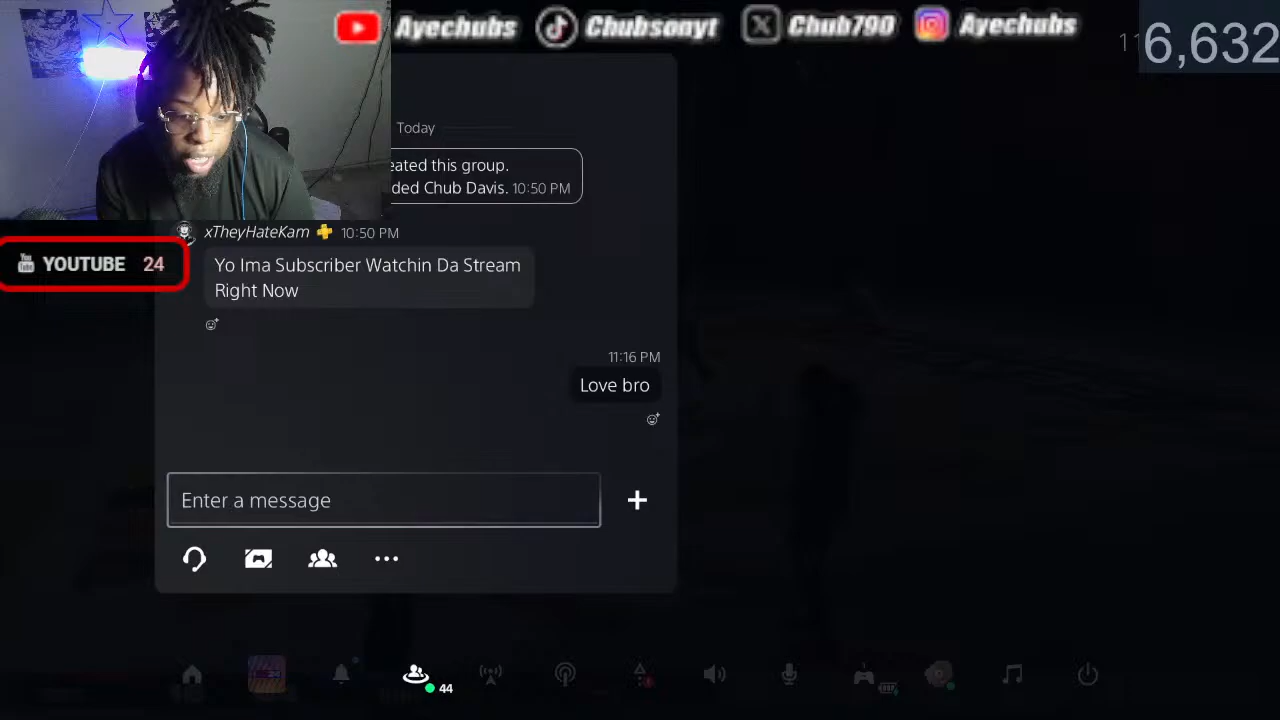 Ayechubs Chubsonyt Chub790 Ayechubs
6,632
Today
eated this group.
ded Chub Davis. 10:50 PM
xTheyHateKam 10:50 PM
YOUTUBE 24
Yo Ima Subscriber Watchin Da Stream
Right Now
11:16 PM
Love bro
Enter a message
44